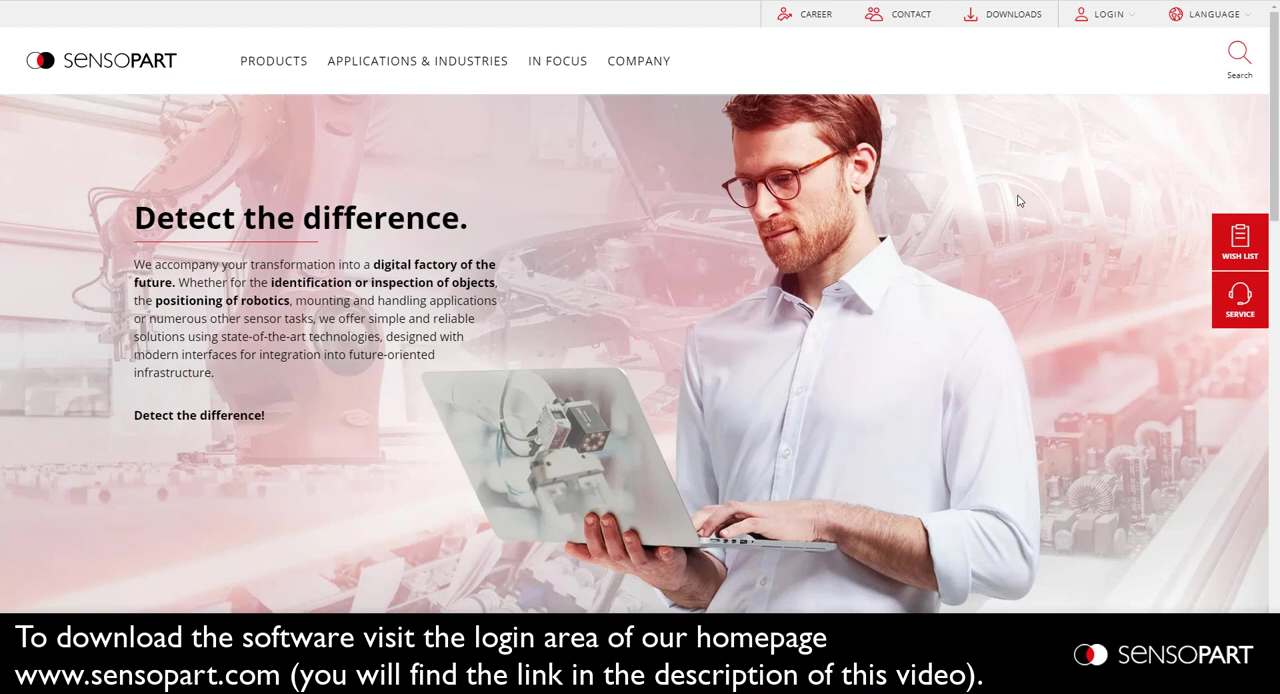 CAREER CONTACT DOWNLOADS LOGIN LANGUAGE
SENSOPART PRODUCTS APPLICATIONS & INDUSTRIES IN FOCUS COMPANY
Search
Detect the difference.
We accompany your transformation into a digital factory of the
future. Whether for the identification or inspection of objects,
the positioning of robotics, mounting and handling applications
or numerous other sensor tasks, we offer simple and reliable
solutions using state-of-the-art technologies, designed with
modern interfaces for integration into future-oriented
infrastructure.
Detect the difference!
WISH LIST
SERVICE
To download the software visit the login area of our homepage
www.sensopart.com (you will find the link in the description of this video).
SENSOPART